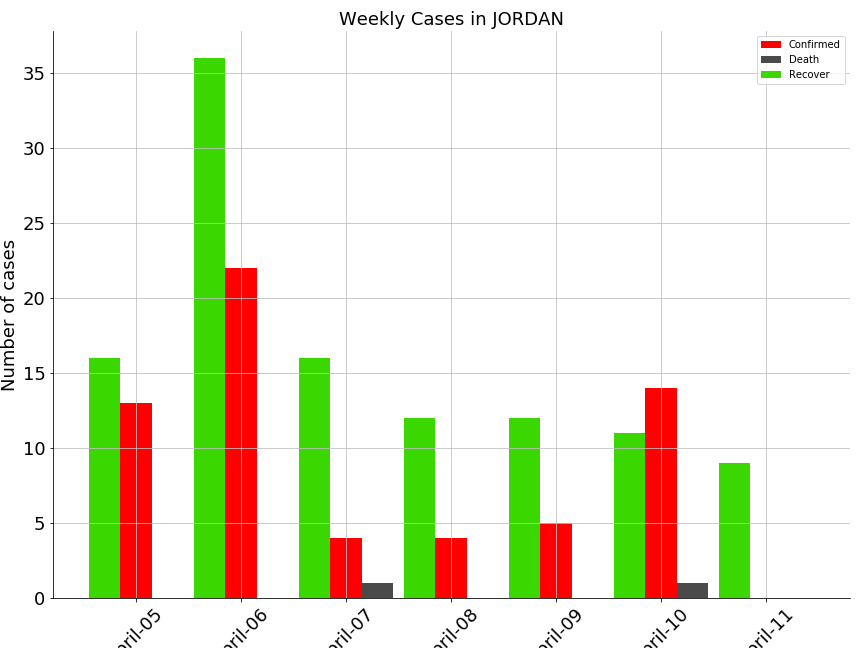 Weekly Cases in JORDAN
Confirmed
Death
Recover
Number of cases
35
30
25
20
15
10
5
0
pril-05
pril-06
pril-07
pril-08
pril-09
pril-10
pril-11